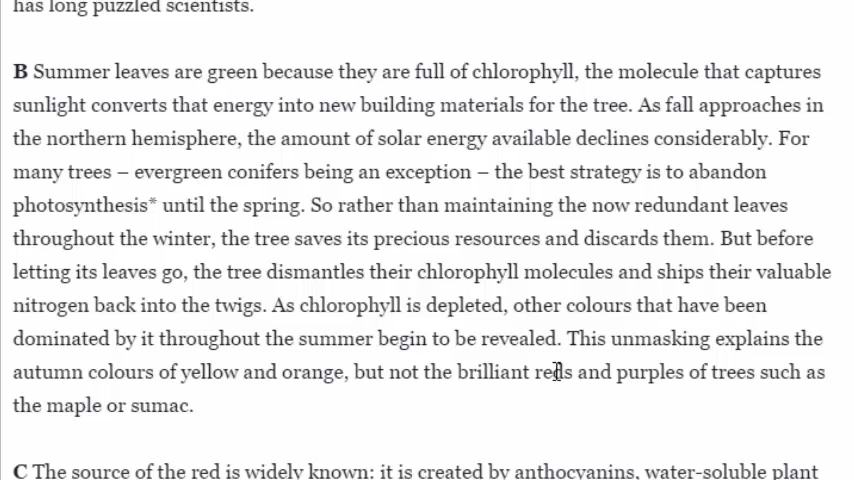 has long puzzled scientists.
B Summer leaves are green because they are full of chlorophyll, the molecule that captures
sunlight converts that energy into new building materials for the tree. As fall approaches in
the northern hemisphere, the amount of solar energy available declines considerably. For
many trees – evergreen conifers being an exception – the best strategy is to abandon
photosynthesis* until the spring. So rather than maintaining the now redundant leaves
throughout the winter, the tree saves its precious resources and discards them. But before
letting its leaves go, the tree dismantles their chlorophyll molecules and ships their valuable
nitrogen back into the twigs. As chlorophyll is depleted, other colours that have been
dominated by it throughout the summer begin to be revealed. This unmasking explains the
autumn colours of yellow and orange, but not the brilliant reds and purples of trees such as
the maple or sumac.
C The source of the red is widely known: it is created by anthocyanins, water-soluble plant